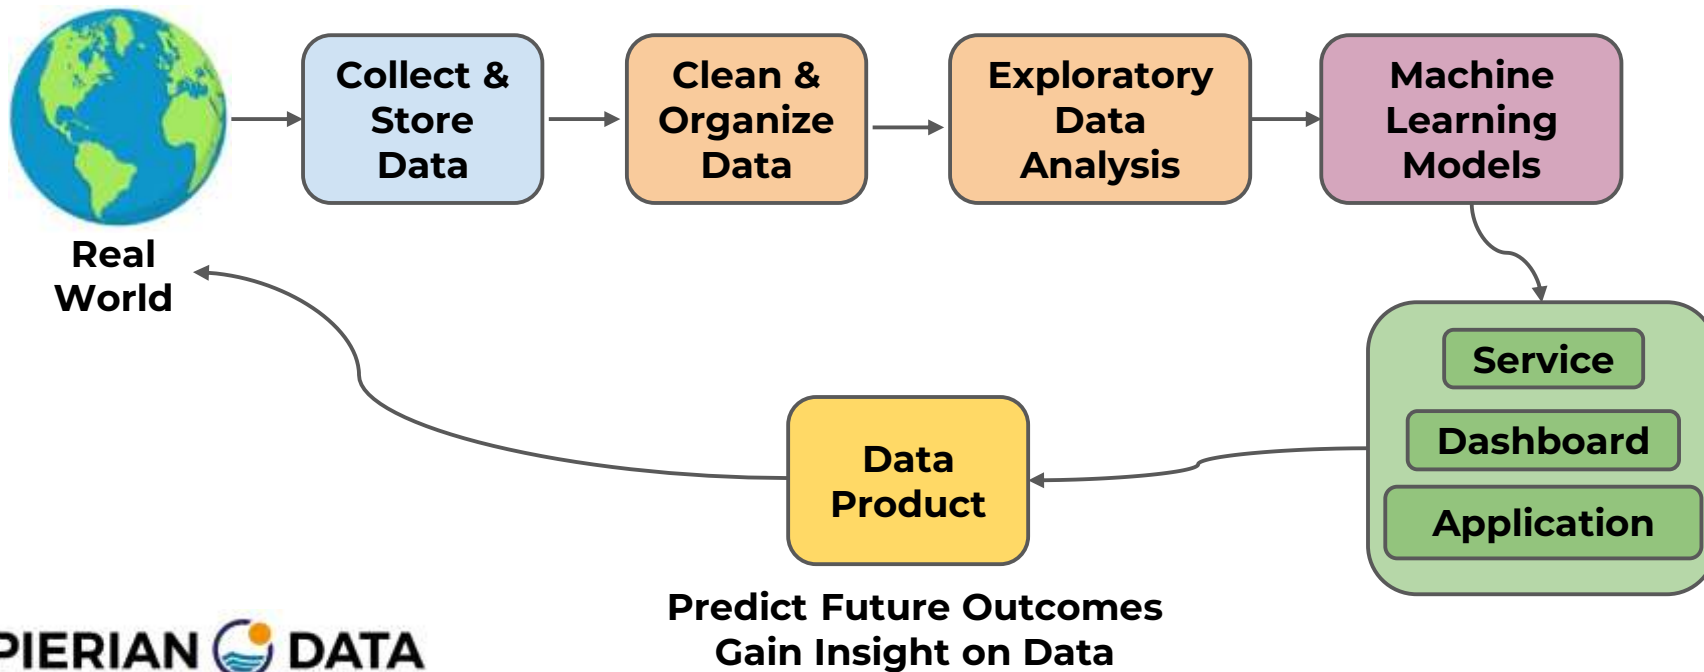 Collect &
Store
Data
Clean &
Organize
Data
Exploratory
Data
Analysis
Machine
Learning
Models
Real
World
Service
Dashboard
Application
Data
Product
Predict Future Outcomes
Gain Insight on Data
PIERIAN DATA